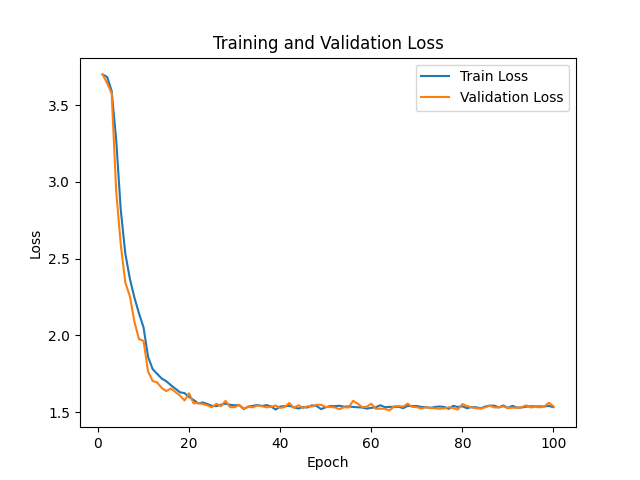 Training and Validation Loss
Train Loss
Validation Loss
3.5
3.0
2.5
2.0
1.5
Loss
0 20 40 60 80 100
Epoch